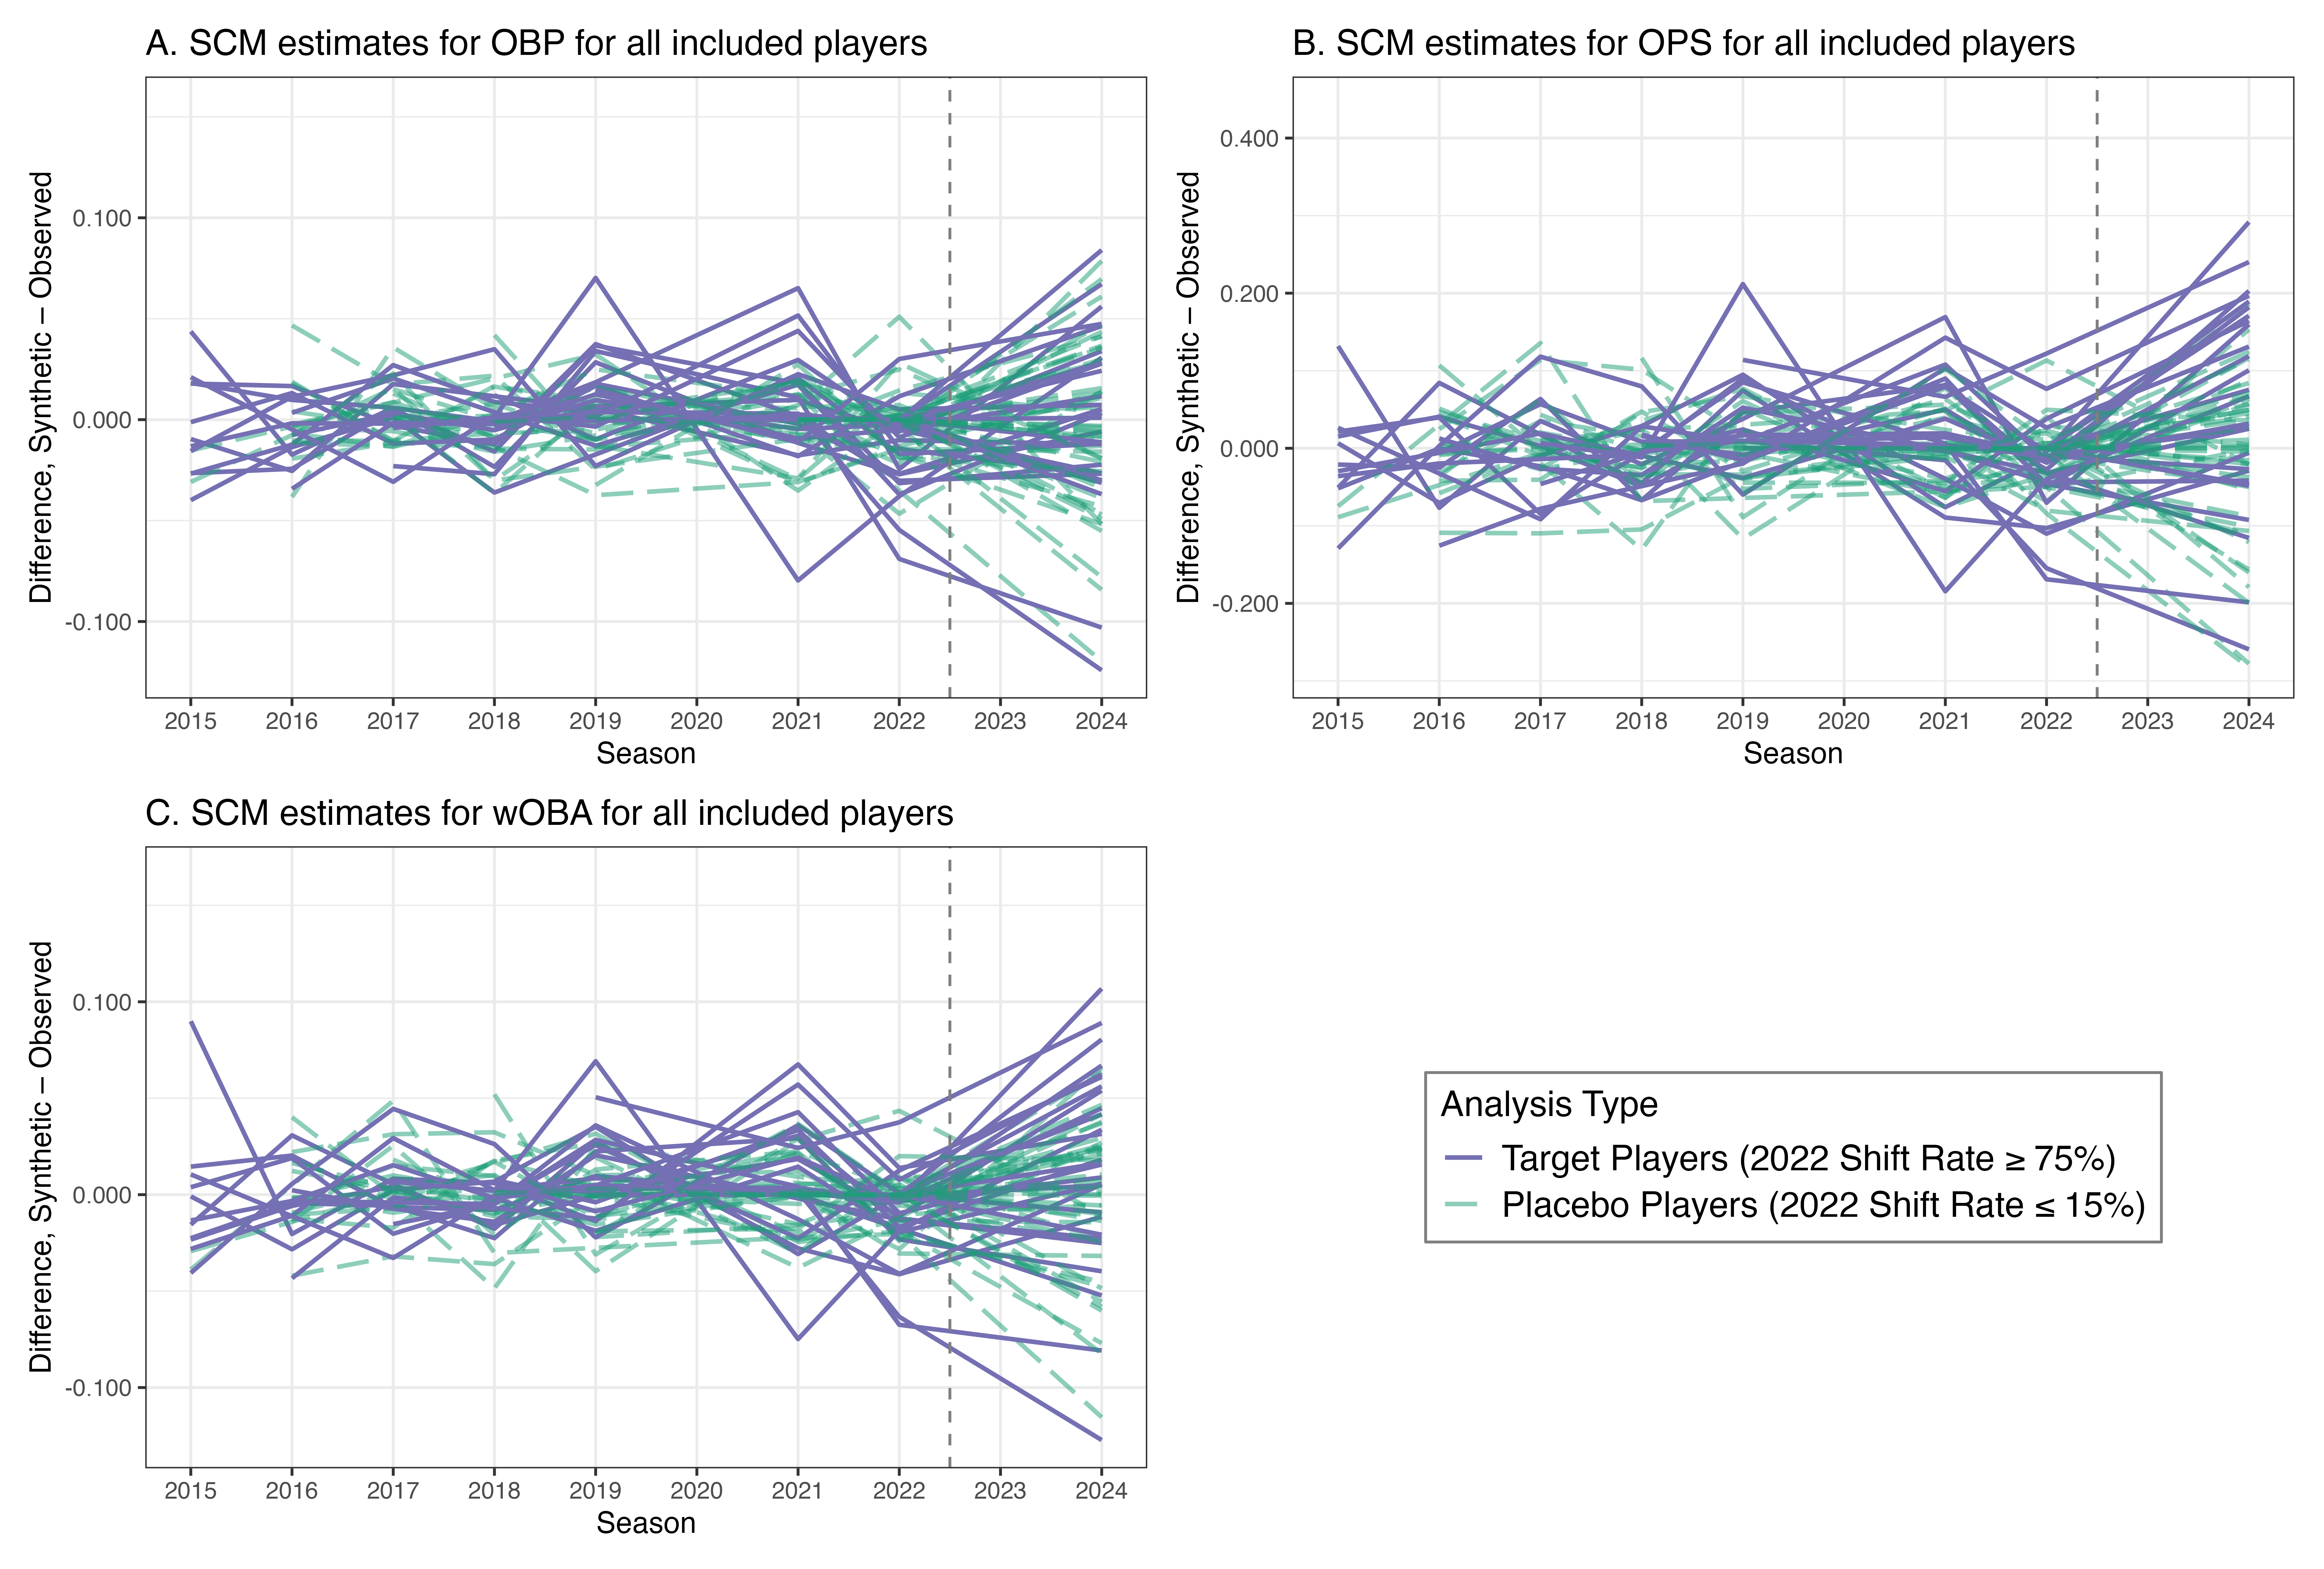 A. SCM estimates for OBP for all included players
Difference, Synthetic – Observed
0.100
0.000
-0.100
2015 2016 2017 2018 2019 2020 2021 2022 2023 2024
Season
B. SCM estimates for OPS for all included players
Difference, Synthetic – Observed
0.400
0.200
0.000
-0.200
2015 2016 2017 2018 2019 2020 2021 2022 2023 2024
Season
C. SCM estimates for wOBA for all included players
Difference, Synthetic – Observed
0.100
0.000
-0.100
2015 2016 2017 2018 2019 2020 2021 2022 2023 2024
Season
Analysis Type
Target Players (2022 Shift Rate ≥ 75%)
Placebo Players (2022 Shift Rate ≤ 15%)